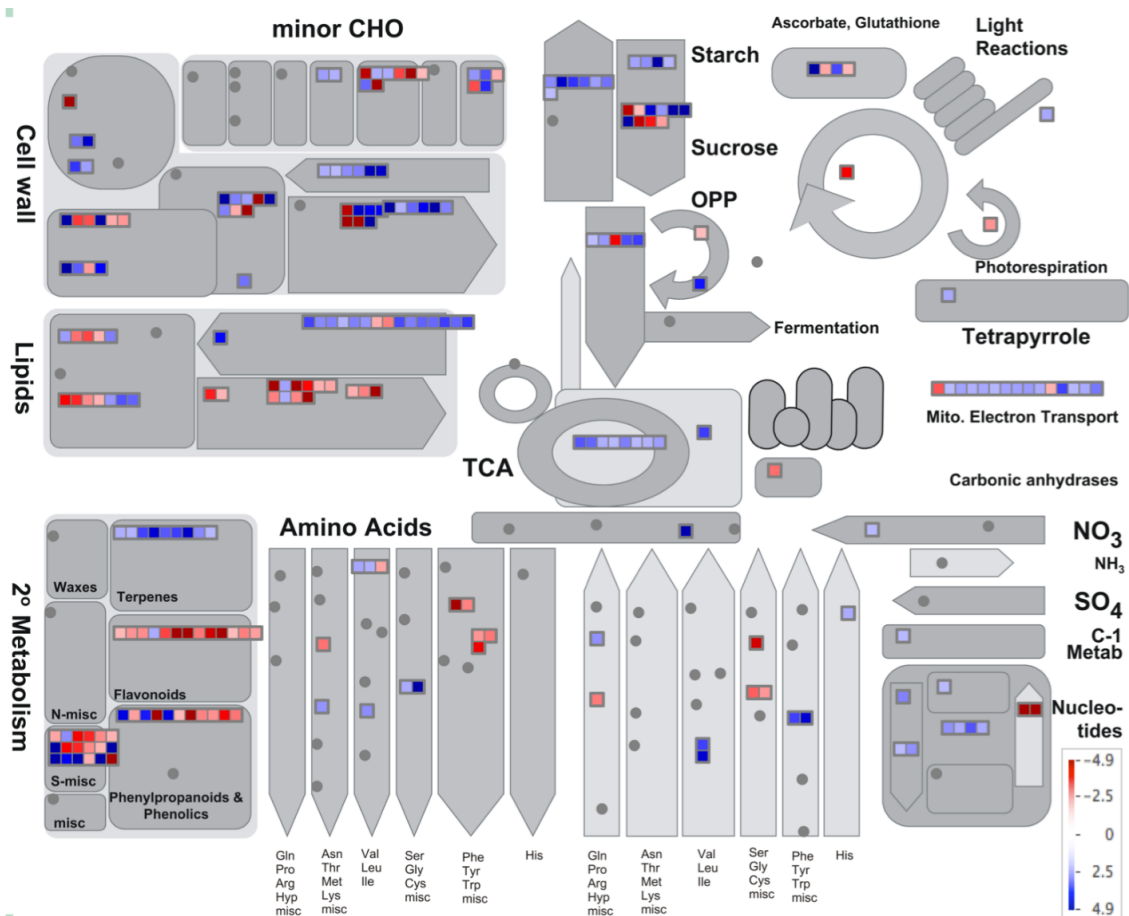 minor CHO
Ascorbate, Glutathione
Light
Reactions
Starch
Sucrose
Cell wall
OPP
Photorespiration
Tetrapyrrole
Fermentation
Lipids
Mito. Electron Transport
TCA
Carbonic anhydrases
Amino Acids
NO3
NH3
SO4
C-1
Metab
2º Metabolism
Waxes
Terpenes
N-misc
Flavonoids
S-misc
misc
Phenylpropanoids &
Phenolics
Nucleo-
tides
Gln
Pro
Arg
Hyp
misc
Asn
Thr
Met
Lys
misc
Val
Leu
Ile
Ser
Gly
Cys
misc
Phe
Tyr
Trp
misc
His
Gln
Pro
Arg
Hyp
misc
Asn
Thr
Met
Lys
misc
Val
Leu
Ile
Ser
Gly
Cys
misc
Phe
Tyr
Trp
misc
His
-4.9
-2.5
0
2.5
4.9